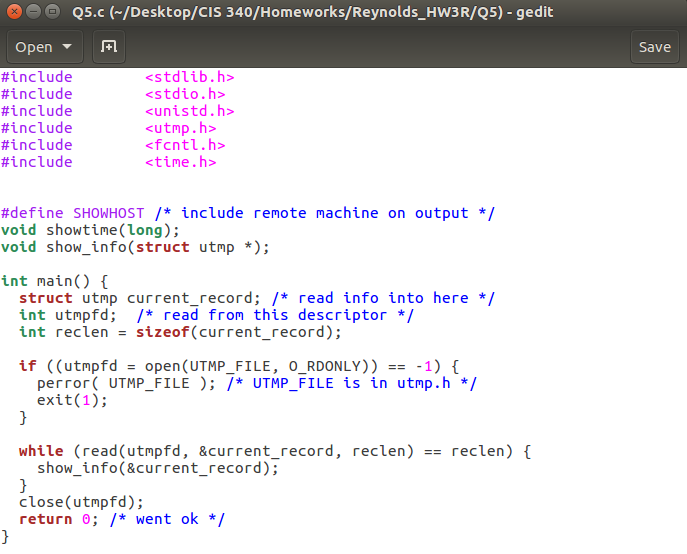 Q5.c (~/Desktop/CIS 340/Homeworks/Reynolds_HW3R/Q5) - gedit
Open Save
#include        <stdlib.h>
#include        <stdio.h>
#include        <unistd.h>
#include        <utmp.h>
#include        <fcntl.h>
#include        <time.h>
#define SHOWHOST /* include remote machine on output */
void showtime(long);
void show_info(struct utmp *);
int main() {
  struct utmp current_record; /* read info into here */
  int utmpfd;  /* read from this descriptor */
  int reclen = sizeof(current_record);
  if ((utmpfd = open(UTMP_FILE, O_RDONLY)) == -1) {
    perror( UTMP_FILE ); /* UTMP_FILE is in utmp.h */
    exit(1);
  }
  while (read(utmpfd, &current_record, reclen) == reclen) {
    show_info(&current_record);
  }
  close(utmpfd);
  return 0; /* went ok */
}